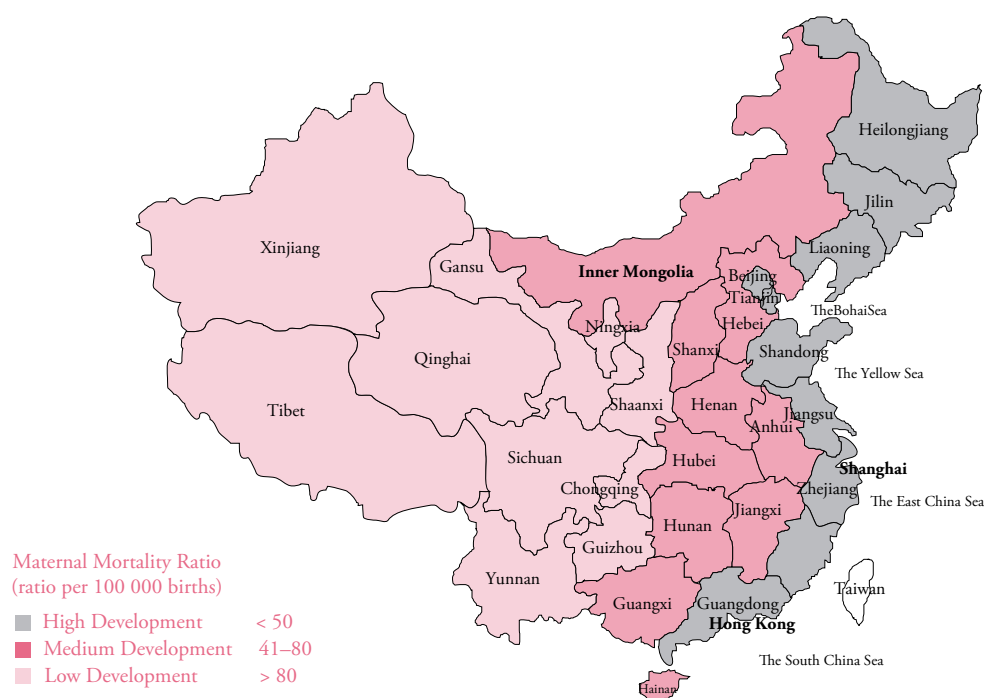 Heilongjiang
Jilin
Liaoning
Xinjiang
Gansu
Inner Mongolia
Beijing
Tianjin
TheBohaiSea
Ningxia
Hebei
Shanxi
Shandong
Qinghai
The Yellow Sea
Tibet
Shaanxi
Henan
Jiangsu
Anhui
Sichuan
Hubei
Shanghai
Chongqing
Zhejiang
The East China Sea
Jiangxi
Hunan
Guizhou
Yunnan
Taiwan
Guangxi
Guangdong
Hong Kong
The South China Sea
Hainan
Maternal Mortality Ratio
(ratio per 100 000 births)
High Development < 50
Medium Development 41–80
Low Development > 80